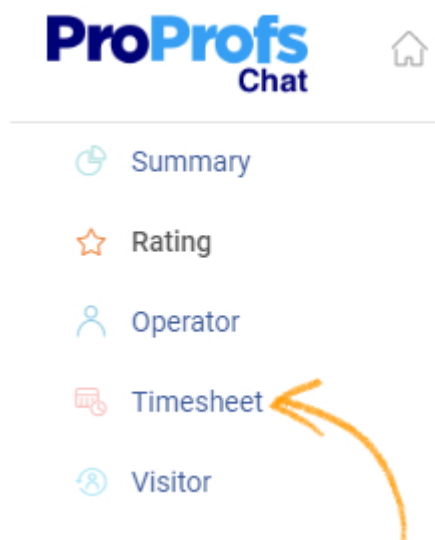 ProProfs
Chat
Summary
Rating
Operator
Timesheet
Visitor